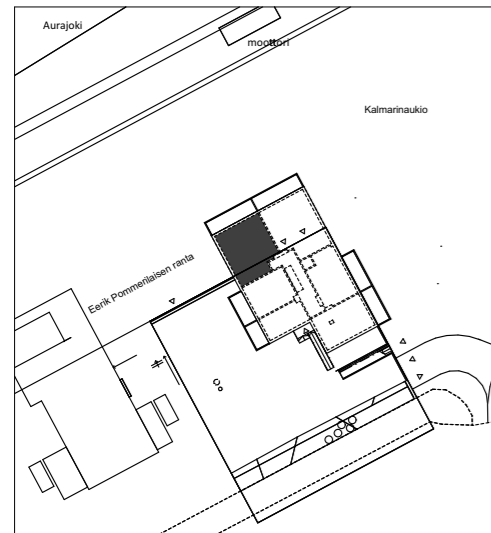 Aurajoki
moottori
Kalmarinaukio
Eerik Pommerilaisen ranta